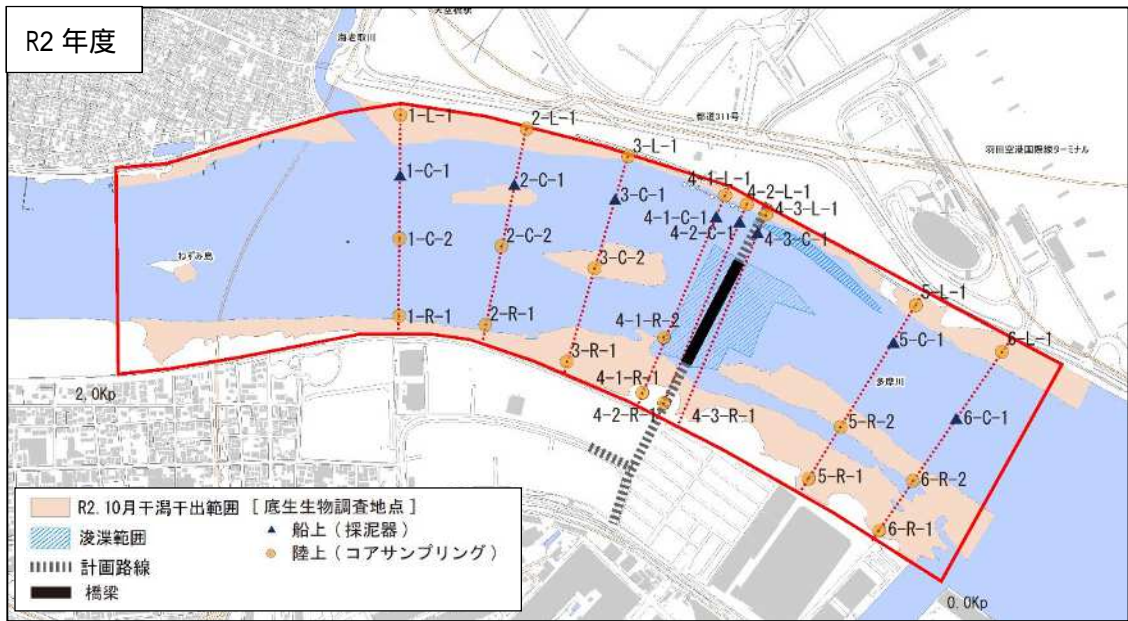 R2 年度
天空橋
海老取川
都道311号
羽田空港国際線ターミナル
1-L-1
2-L-1
3-L-1
4-1-L-1
4-2-L-1
4-3-L-1
1-C-1
2-C-1
3-C-1
4-1-C-1
4-2-C-1
4-3-C-1
1-C-2
2-C-2
3-C-2
ねずみ島
5-L-1
5-C-1
6-L-1
1-R-1
2-R-1
3-R-1
4-1-R-2
4-1-R-1
4-2-R-1
4-3-R-1
多摩川
6-C-1
5-R-2
5-R-1
6-R-2
6-R-1
2.0Kp
0.0Kp
R2.10月干潟干出範囲
浚渫範囲
計画路線
橋梁
[ 底生生物調査地点 ]
船上（採泥器）
陸上（コアサンプリング）